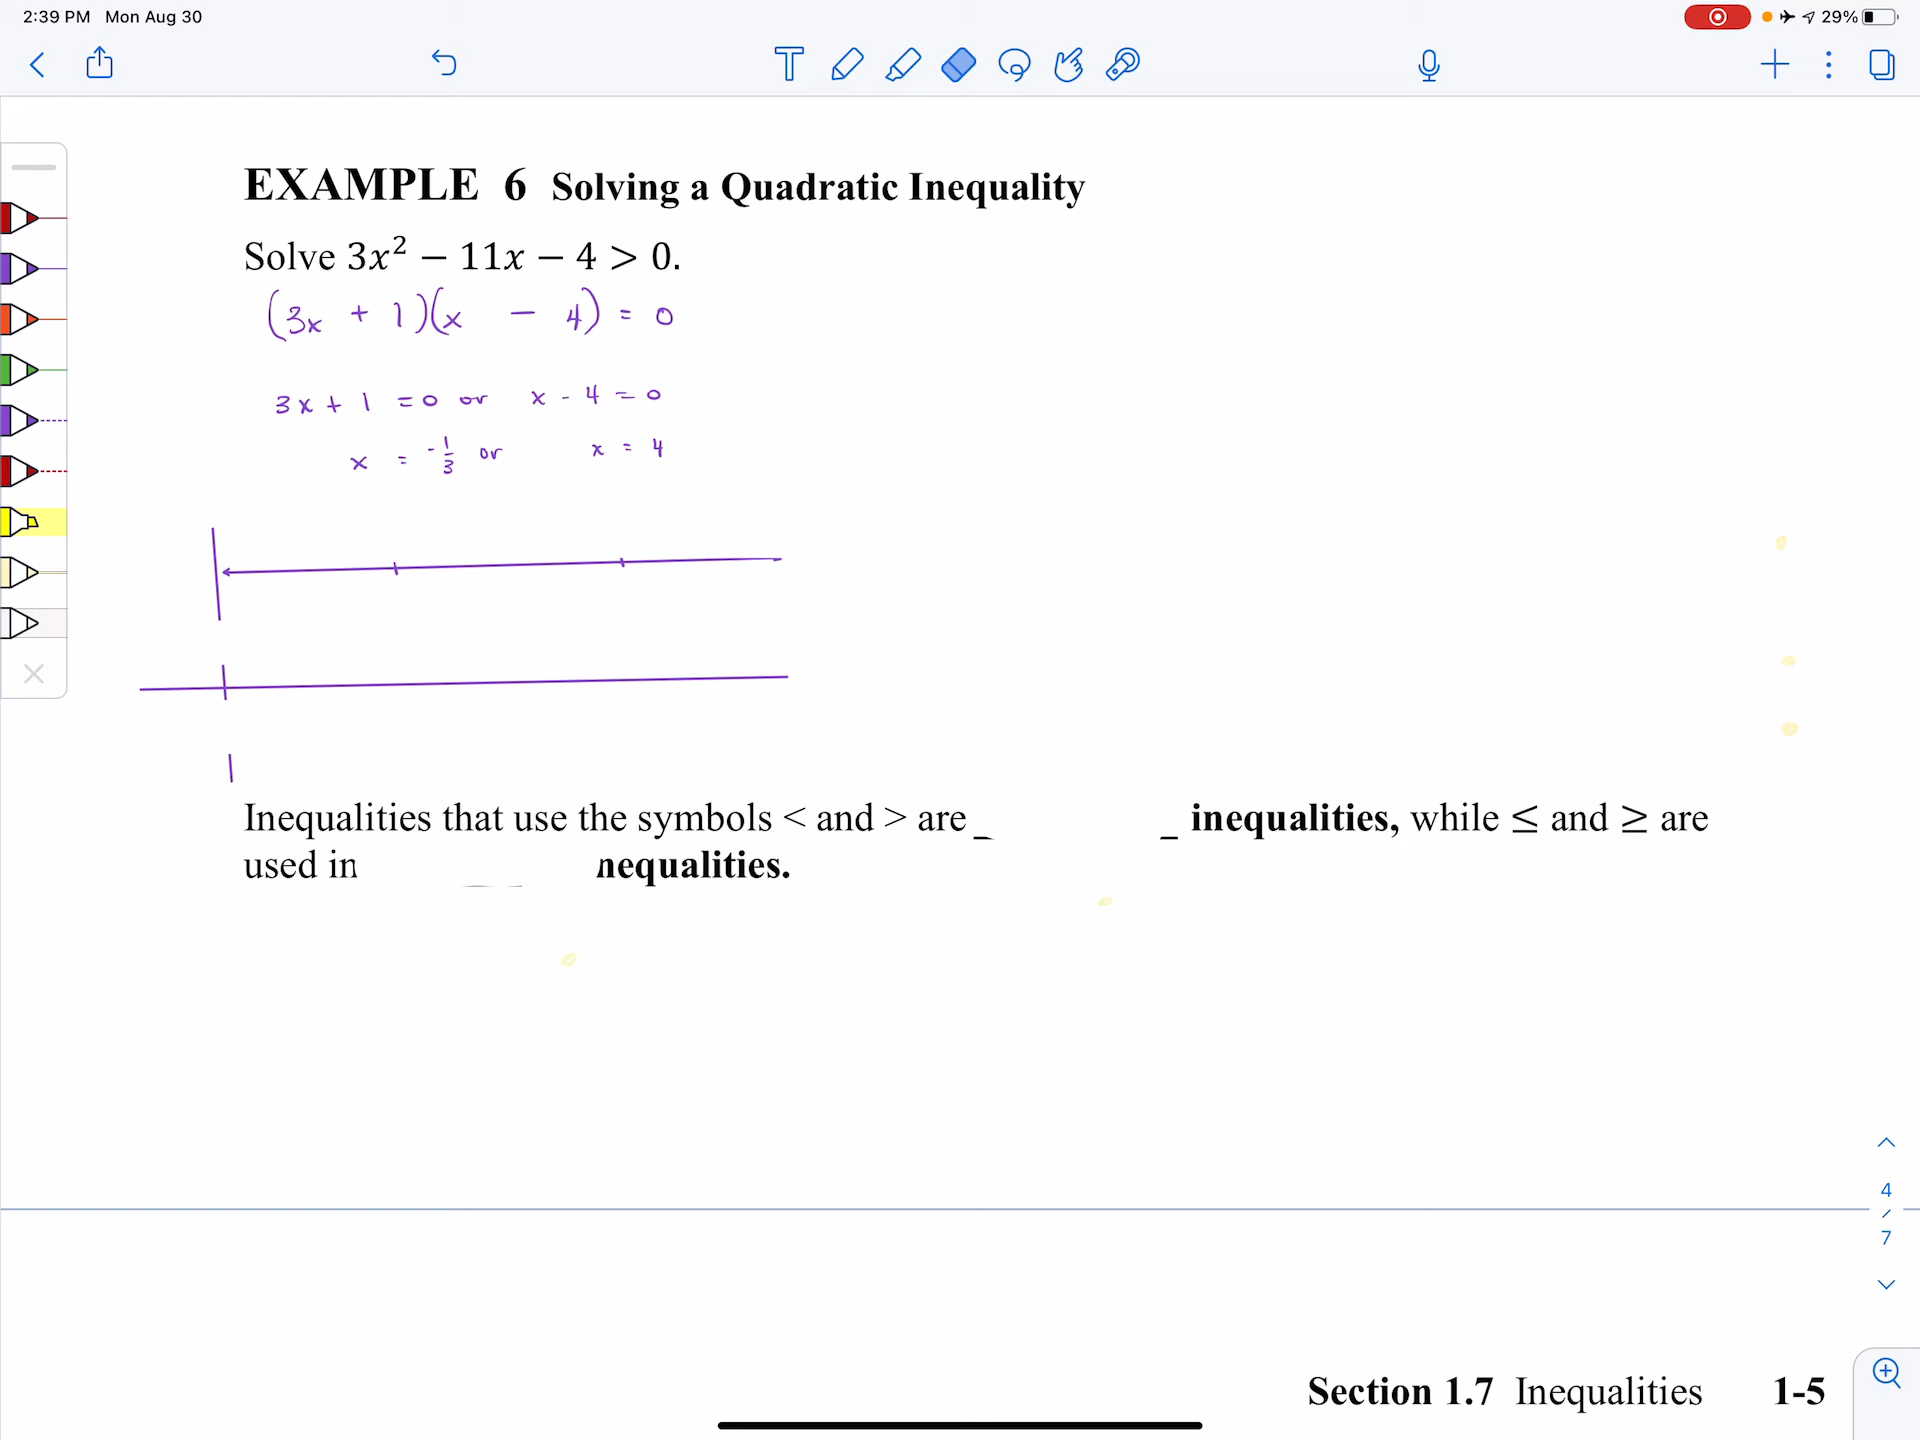 2:39 PM Mon Aug 30
29%
EXAMPLE 6 Solving a Quadratic Inequality
Solve 3x² − 11x − 4 > 0.
(3x + 1)(x − 4) = 0
3x + 1 = 0 or x - 4 = 0
x = -1/3 or x = 4
Inequalities that use the symbols < and > are _ _ inequalities, while ≤ and ≥ are
used in nequalities.
4
/
7
Section 1.7 Inequalities 1-5